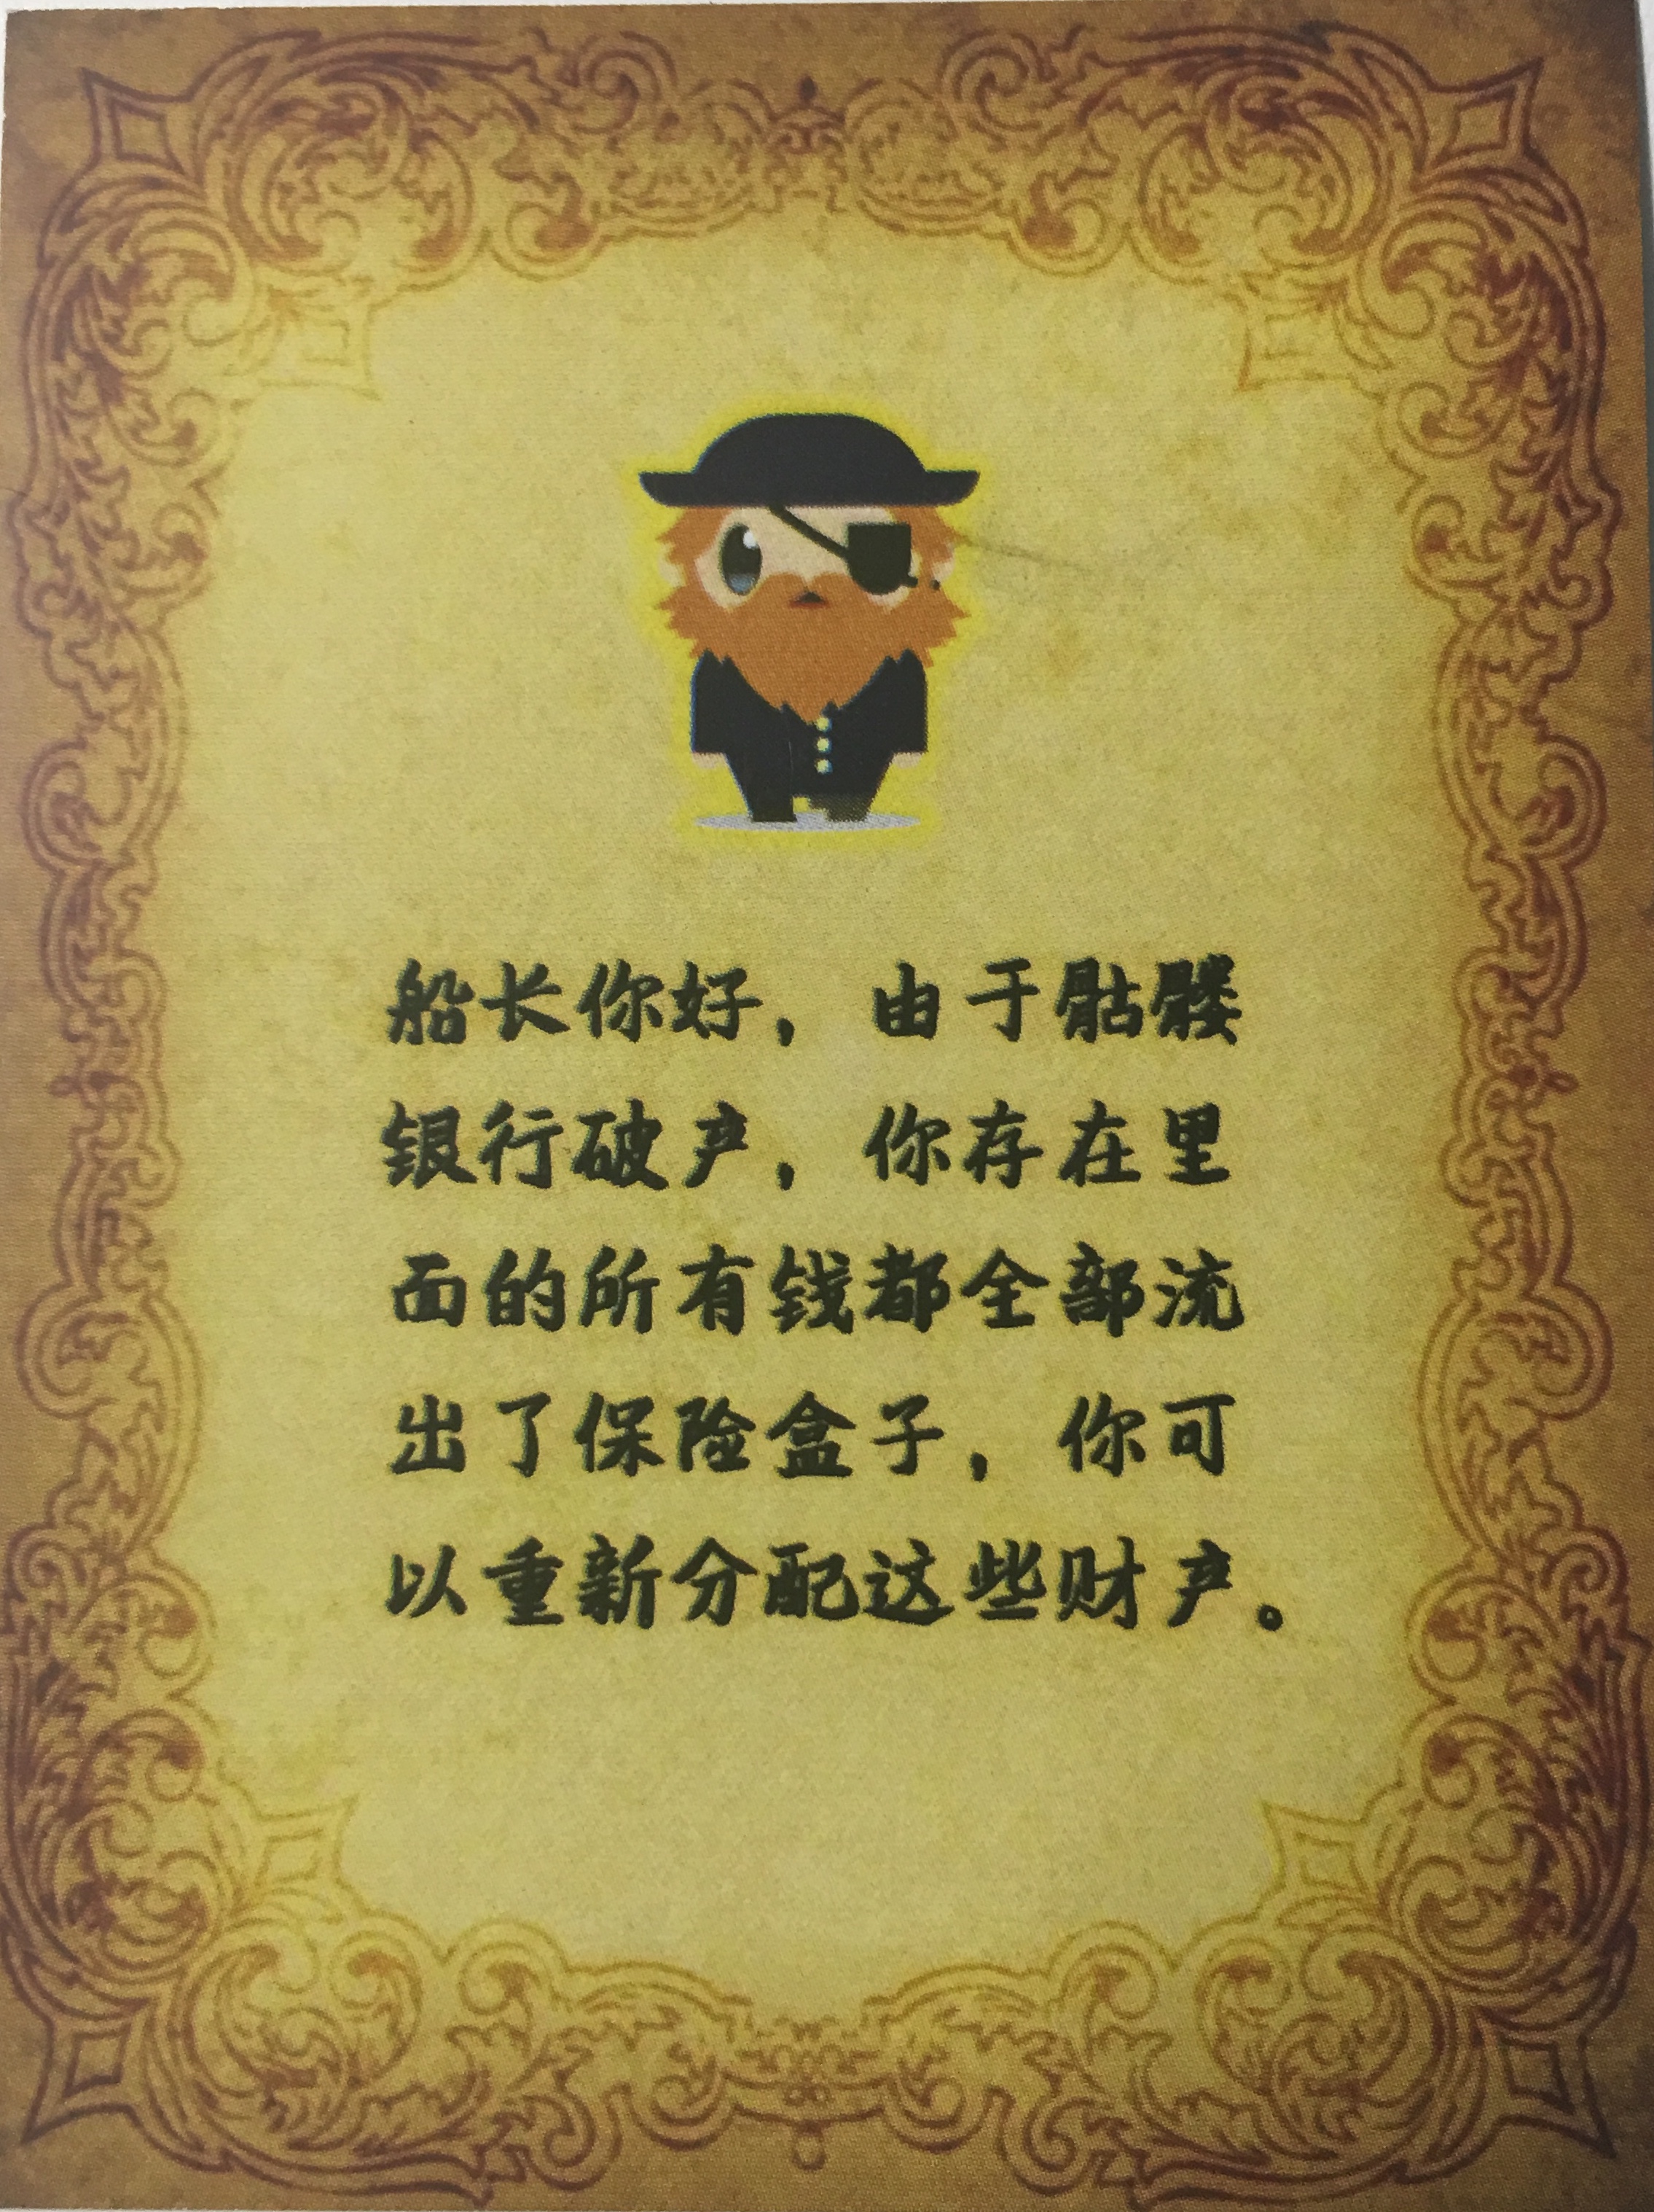 船长你好，由于骷髅
银行破产，你存在里
面的所有钱都全部流
出了保险盒子，你可
以重新分配这些财产。